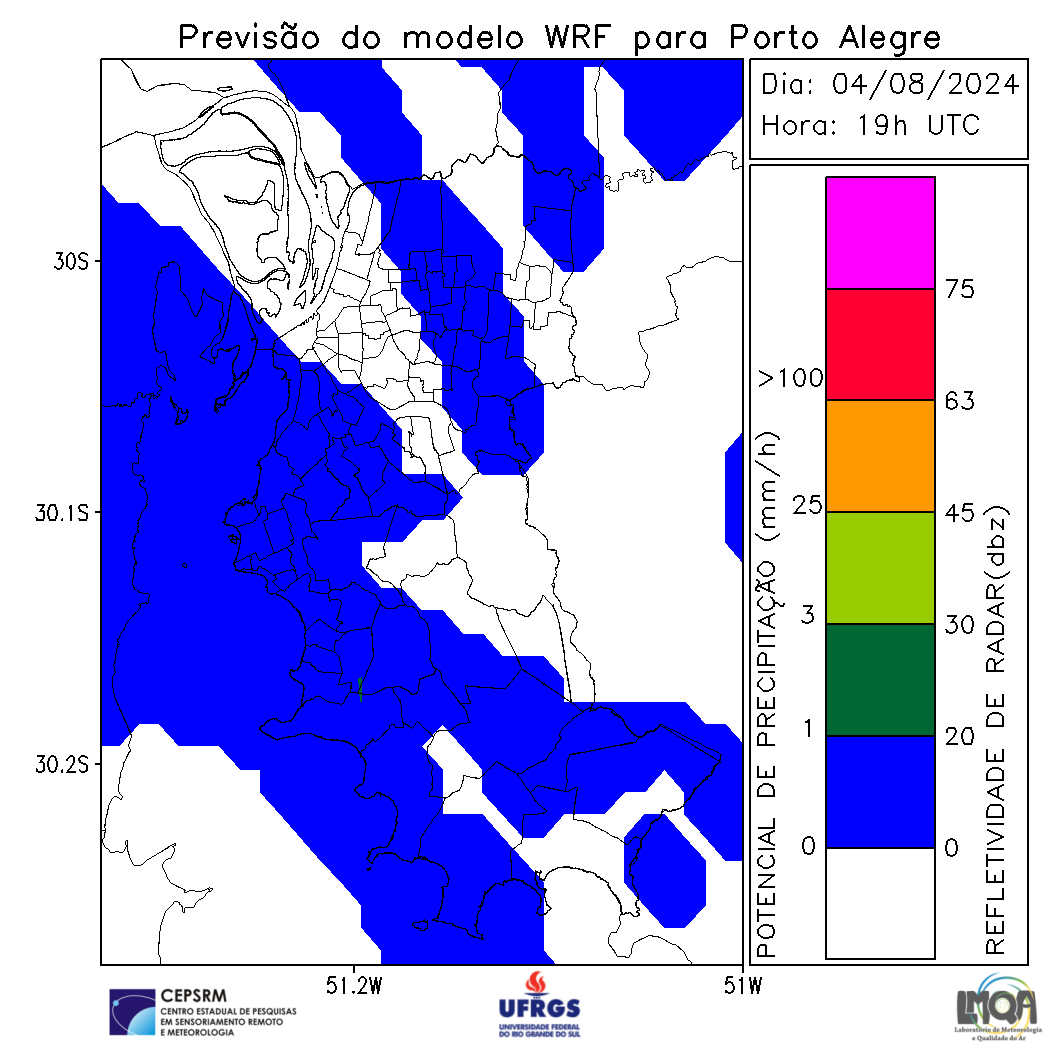 Previsão do modelo WRF para Porto Alegre
Dia: 04/08/2024
Hora: 19h UTC
30S
30.1S
30.2S
51.2W
51W
POTENCIAL DE PRECIPITAÇÃO (mm/h)
>100
25
3
1
0
75
63
45
30
20
0
REFLETIVIDADE DE RADAR(dbz)
CEPSRM
CENTRO ESTADUAL DE PESQUISAS
EM SENSORIAMENTO REMOTO
E METEOROLOGIA
UFRGS
UNIVERSIDADE FEDERAL
DO RIO GRANDE DO SUL
LMQA
Laboratório de Meteorologia
e Qualidade do Ar